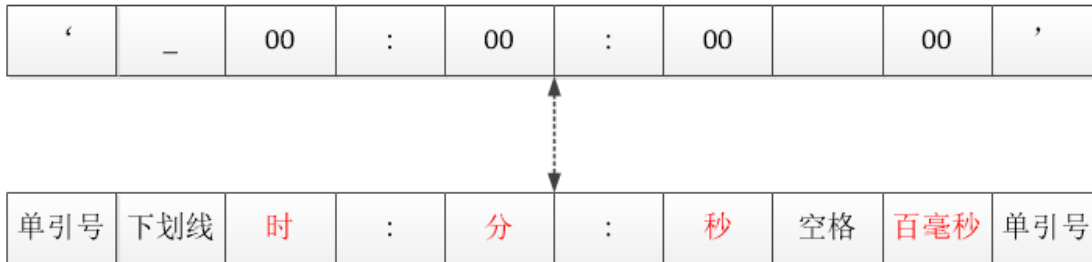 ‘ _ 00 : 00 : 00 00 ’
单引号 下划线 时 : 分 : 秒 空格 百毫秒 单引号